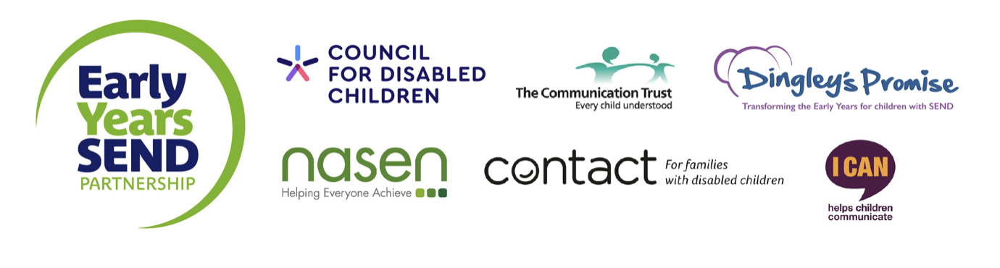 Early
Years
SEND
PARTNERSHIP
COUNCIL
FOR DISABLED
CHILDREN
The Communication Trust
Every child understood
Dingley's Promise
Transforming the Early Years for children with SEND
nasen
Helping Everyone Achieve
contact
For families
with disabled children
I CAN
helps children
communicate